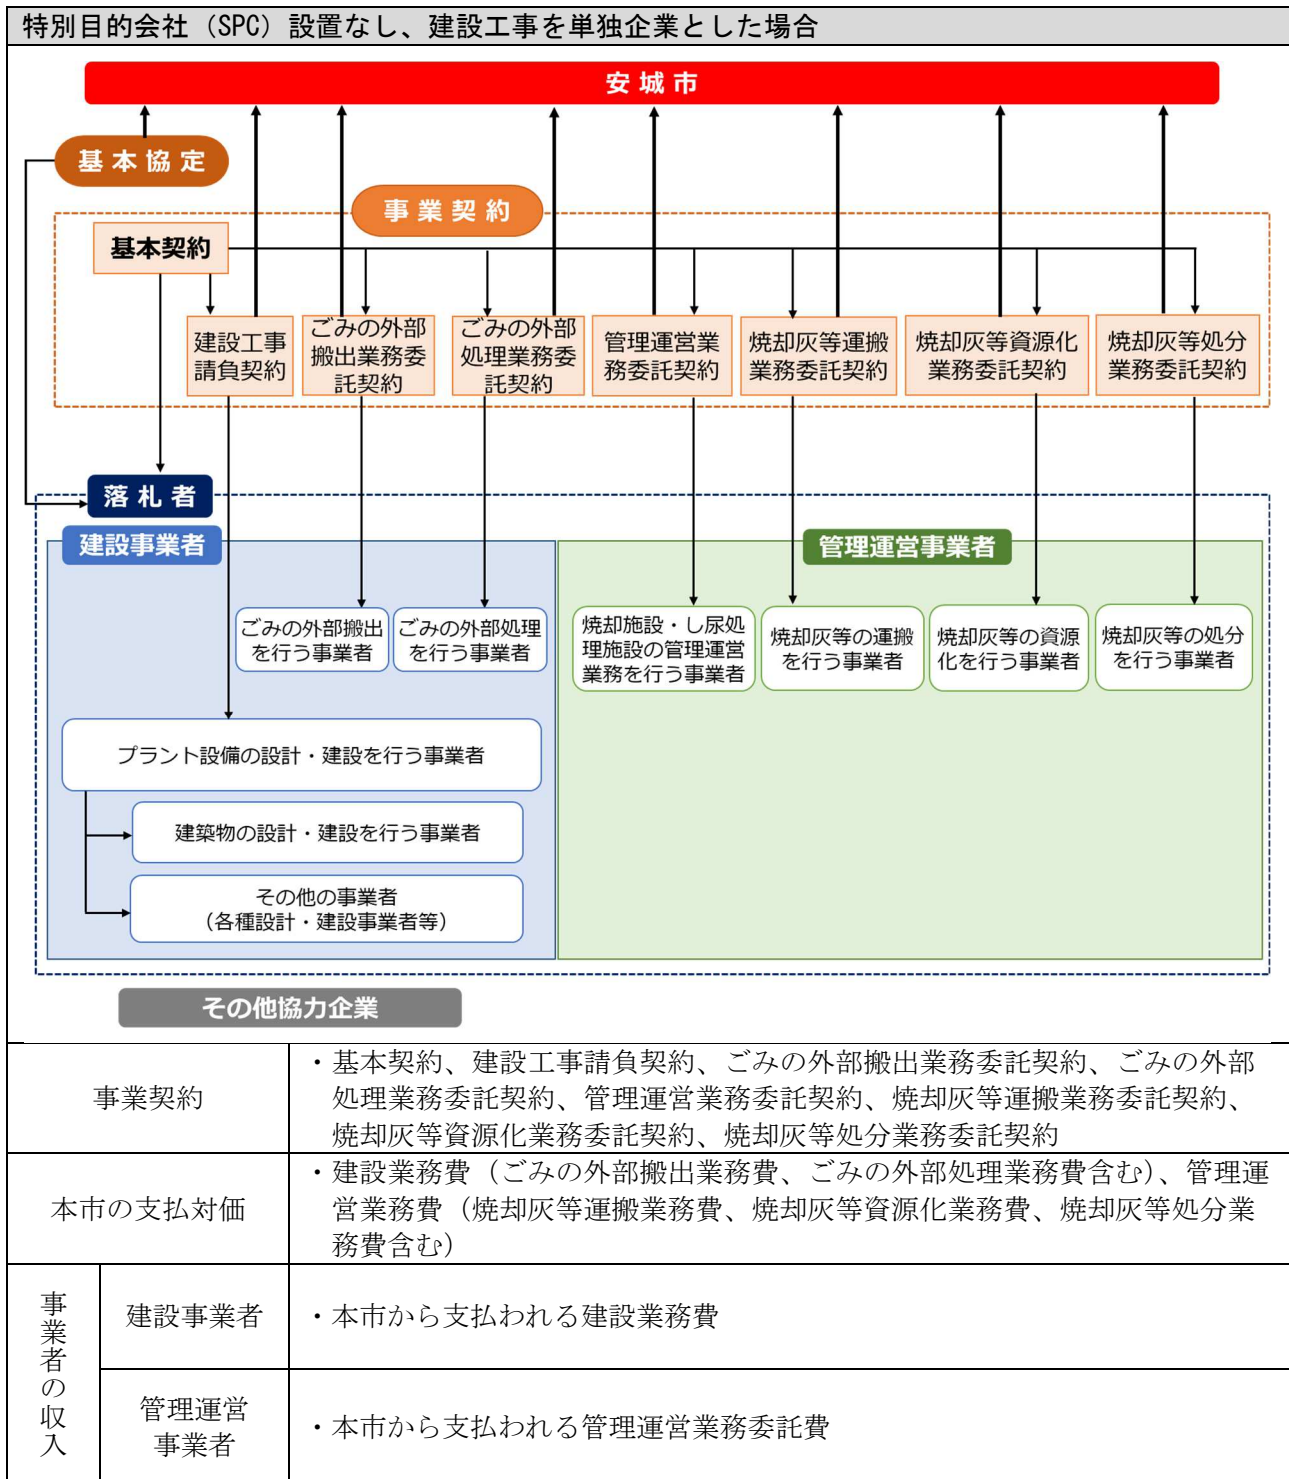 特別目的会社（SPC）設置なし、建設工事を単独企業とした場合
安城市
基本協定
事業契約
基本契約
建設工事
請負契約
ごみの外部
搬出業務委
託契約
ごみの外部
処理業務委
託契約
管理運営業
務委託契約
焼却灰等運搬
業務委託契約
焼却灰等資源化
業務委託契約
焼却灰等処分
業務委託契約
落札者
建設事業者
管理運営事業者
ごみの外部搬出
を行う事業者
ごみの外部処理
を行う事業者
焼却施設・し尿処
理施設の管理運営
業務を行う事業者
焼却灰等の運搬
を行う事業者
焼却灰等の資源
化を行う事業者
焼却灰等の処分
を行う事業者
プラント設備の設計・建設を行う事業者
建築物の設計・建設を行う事業者
その他の事業者
（各種設計・建設事業者等）
その他協力企業
事業契約
・基本契約、建設工事請負契約、ごみの外部搬出業務委託契約、ごみの外部
処理業務委託契約、管理運営業務委託契約、焼却灰等運搬業務委託契約、
焼却灰等資源化業務委託契約、焼却灰等処分業務委託契約
本市の支払対価
・建設業務費（ごみの外部搬出業務費、ごみの外部処理業務費含む）、管理運
営業務費（焼却灰等運搬業務費、焼却灰等資源化業務費、焼却灰等処分業
務費含む）
事業者の収入
建設事業者
・本市から支払われる建設業務費
管理運営
事業者
・本市から支払われる管理運営業務委託費